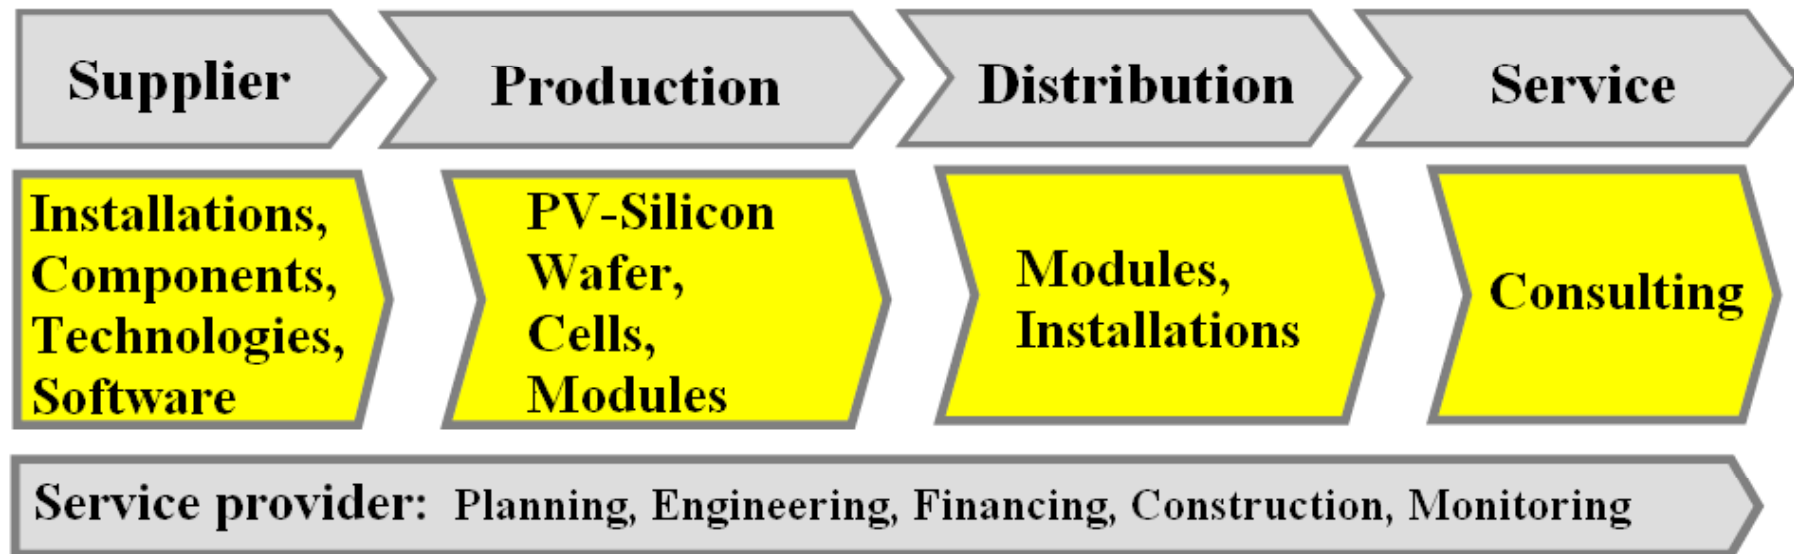 Supplier
Production
Distribution
Service
Installations,
Components,
Technologies,
Software
PV-Silicon
Wafer,
Cells,
Modules
Modules,
Installations
Consulting
Service provider: Planning, Engineering, Financing, Construction, Monitoring